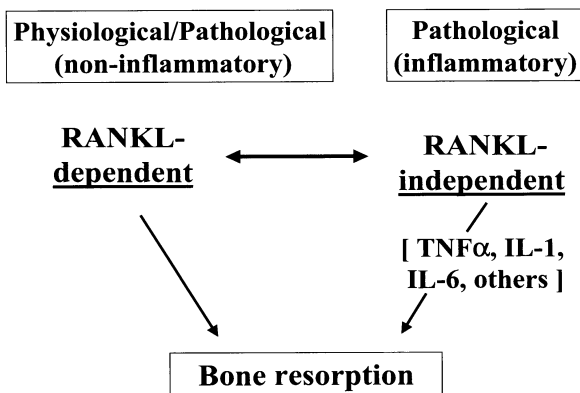 Physiological/Pathological
(non-inflammatory)
Pathological
(inflammatory)
RANKL-
dependent
RANKL-
independent
[ TNFα, IL-1,
IL-6, others ]
Bone resorption